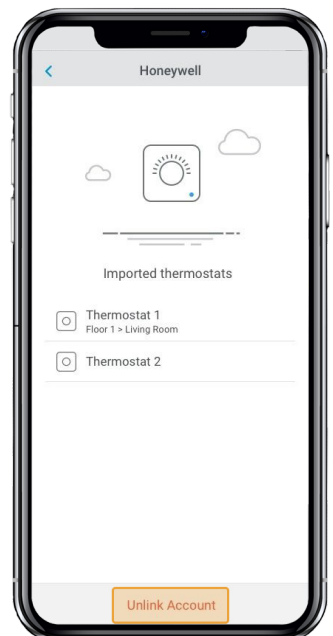 Honeywell
Imported thermostats
Thermostat 1
Floor 1 > Living Room
Thermostat 2
Unlink Account